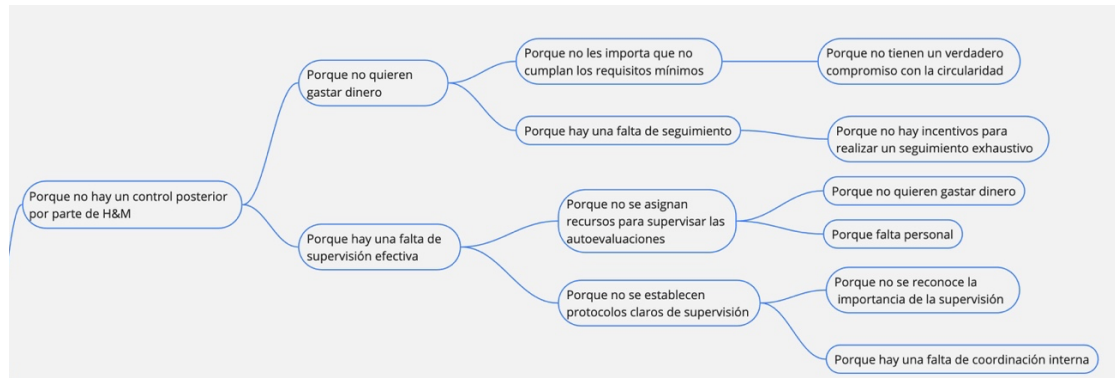 Porque no hay un control posterior
por parte de H&M
Porque no quieren
gastar dinero
Porque no les importa que no
cumplan los requisitos mínimos
Porque no tienen un verdadero
compromiso con la circularidad
Porque hay una falta de seguimiento
Porque no hay incentivos para
realizar un seguimiento exhaustivo
Porque hay una falta de
supervisión efectiva
Porque no se asignan
recursos para supervisar las
autoevaluaciones
Porque no quieren gastar dinero
Porque falta personal
Porque no se establecen
protocolos claros de supervisión
Porque no se reconoce la
importancia de la supervisión
Porque hay una falta de coordinación interna